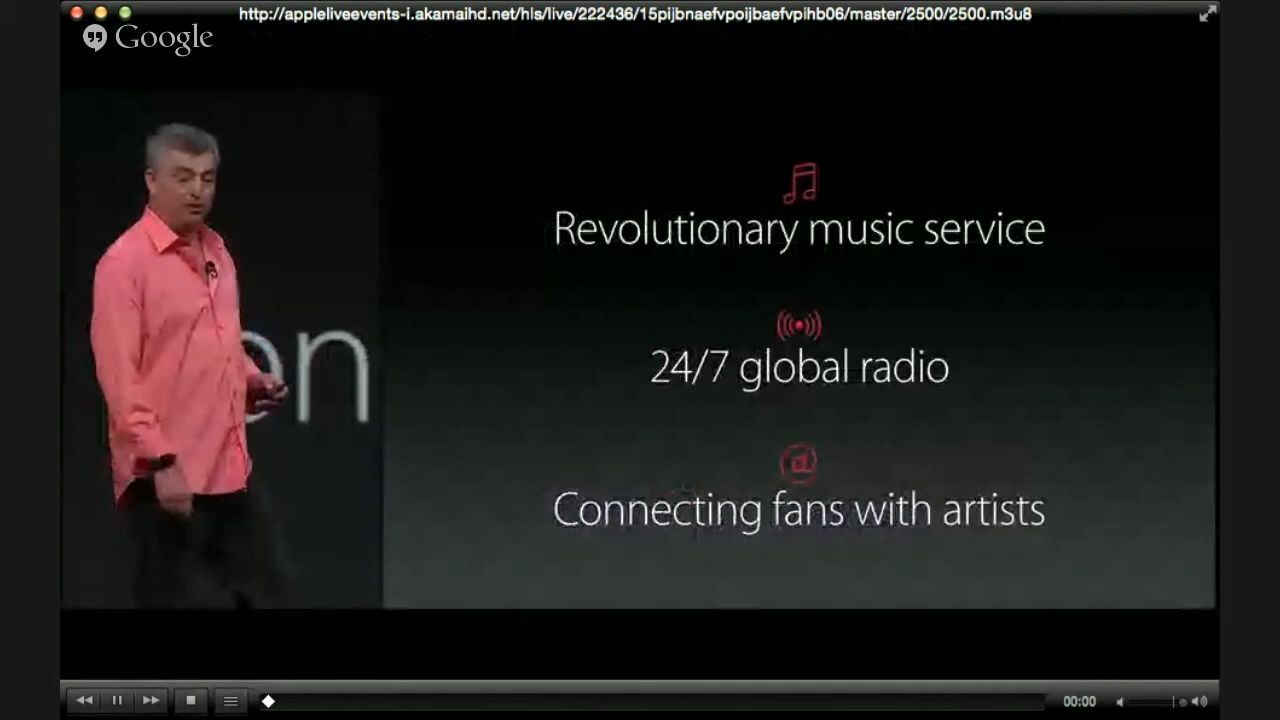 http://appleliveevents-i.akamaihd.net/hls/live/222436/15pijbnaefvpoijbaefvpihb06/master/2500/2500.m3u8
Google
Revolutionary music service
24/7 global radio
Connecting fans with artists
en
00:00